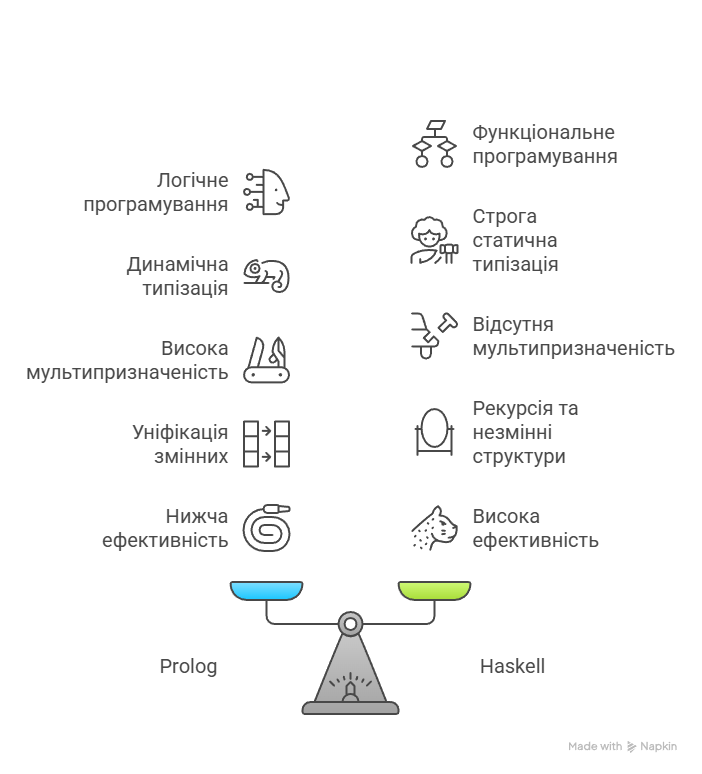 Логічне
програмування
Динамічна
типізація
Висока
мультипризначеність
Уніфікація
змінних
Нижча
ефективність
Функціональне
програмування
Строга
статична
типізація
Відсутня
мультипризначеність
Рекурсія та
незмінні
структури
Висока
ефективність
Prolog
Haskell
Made with Napkin